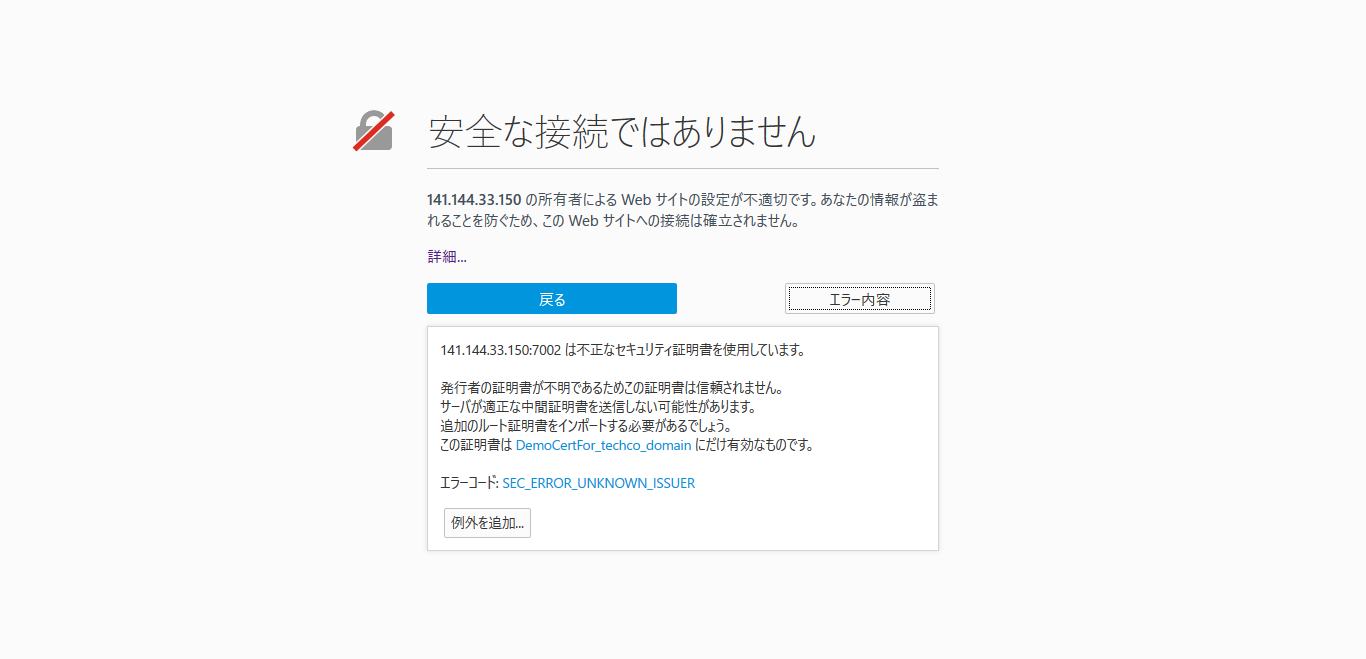 安全な接続ではありません
141.144.33.150 の所有者による Web サイトの設定が不適切です。あなたの情報が盗ま
れることを防ぐため、この Web サイトへの接続は確立されません。
詳細...
戻る
エラー内容
141.144.33.150:7002 は不正なセキュリティ証明書を使用しています。
発行者の証明書が不明であるためこの証明書は信頼されません。
サーバが適正な中間証明書を送信しない可能性があります。
追加のルート証明書をインポートする必要があるでしょう。
この証明書は DemoCertFor_techco_domain にだけ有効なものです。
エラーコード: SEC_ERROR_UNKNOWN_ISSUER
例外を追加...